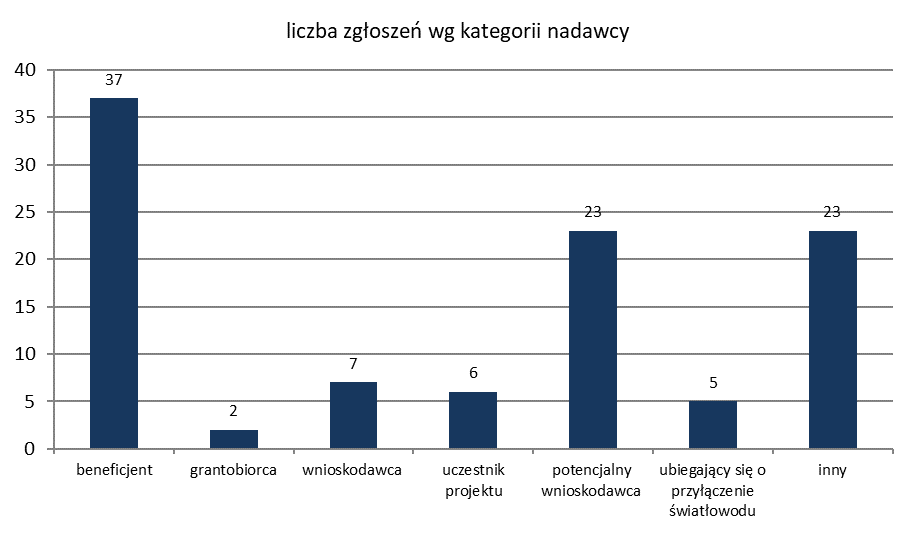 liczba zgłoszeń wg kategorii nadawcy
40
35
30
25
20
15
10
5
0
37
2
7
6
23
5
23
beneficjent
grantobiorca
wnioskodawca
uczestnik
projektu
potencjalny
wnioskodawca
ubiegający się o
przyłączenie
światłowodu
inny